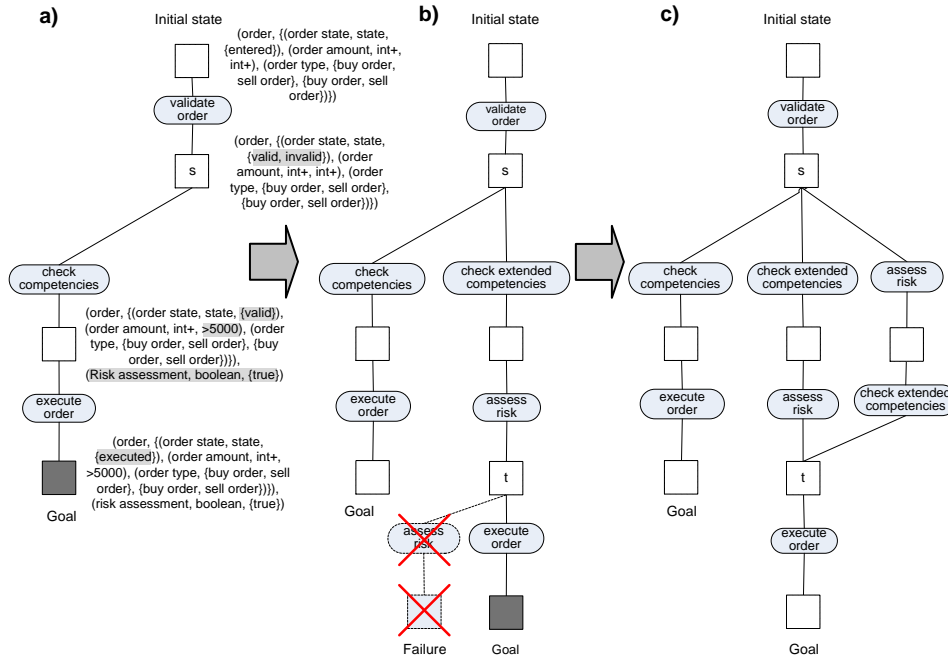 a)
Initial state
(order, {(order state, state,
{entered}), (order amount, int+,
int+), (order type, {buy order,
sell order}, {buy order, sell
order})})
validate
order
(order, {(order state, state,
{valid, invalid}), (order
amount, int+, int+), (order
type, {buy order, sell order},
{buy order, sell order})})
s
check
competencies
(order, {(order state, state, {valid}),
(order amount, int+, >5000), (order
type, {buy order, sell order}, {buy
order, sell order})}),
(Risk assessment, boolean, {true})
execute
order
(order, {(order state, state,
{executed}), (order amount, int+,
>5000), (order type, {buy order, sell
order}, {buy order, sell order})}),
(risk assessment, boolean, {true})
Goal
b)
Initial state
validate
order
s
check
competencies
check extended
competencies
execute
order
assess
risk
Goal
t
assess
risk
execute
order
Failure
Goal
c)
Initial state
validate
order
s
check
competencies
check extended
competencies
assess
risk
execute
order
assess
risk
check extended
competencies
Goal
t
execute
order
Goal